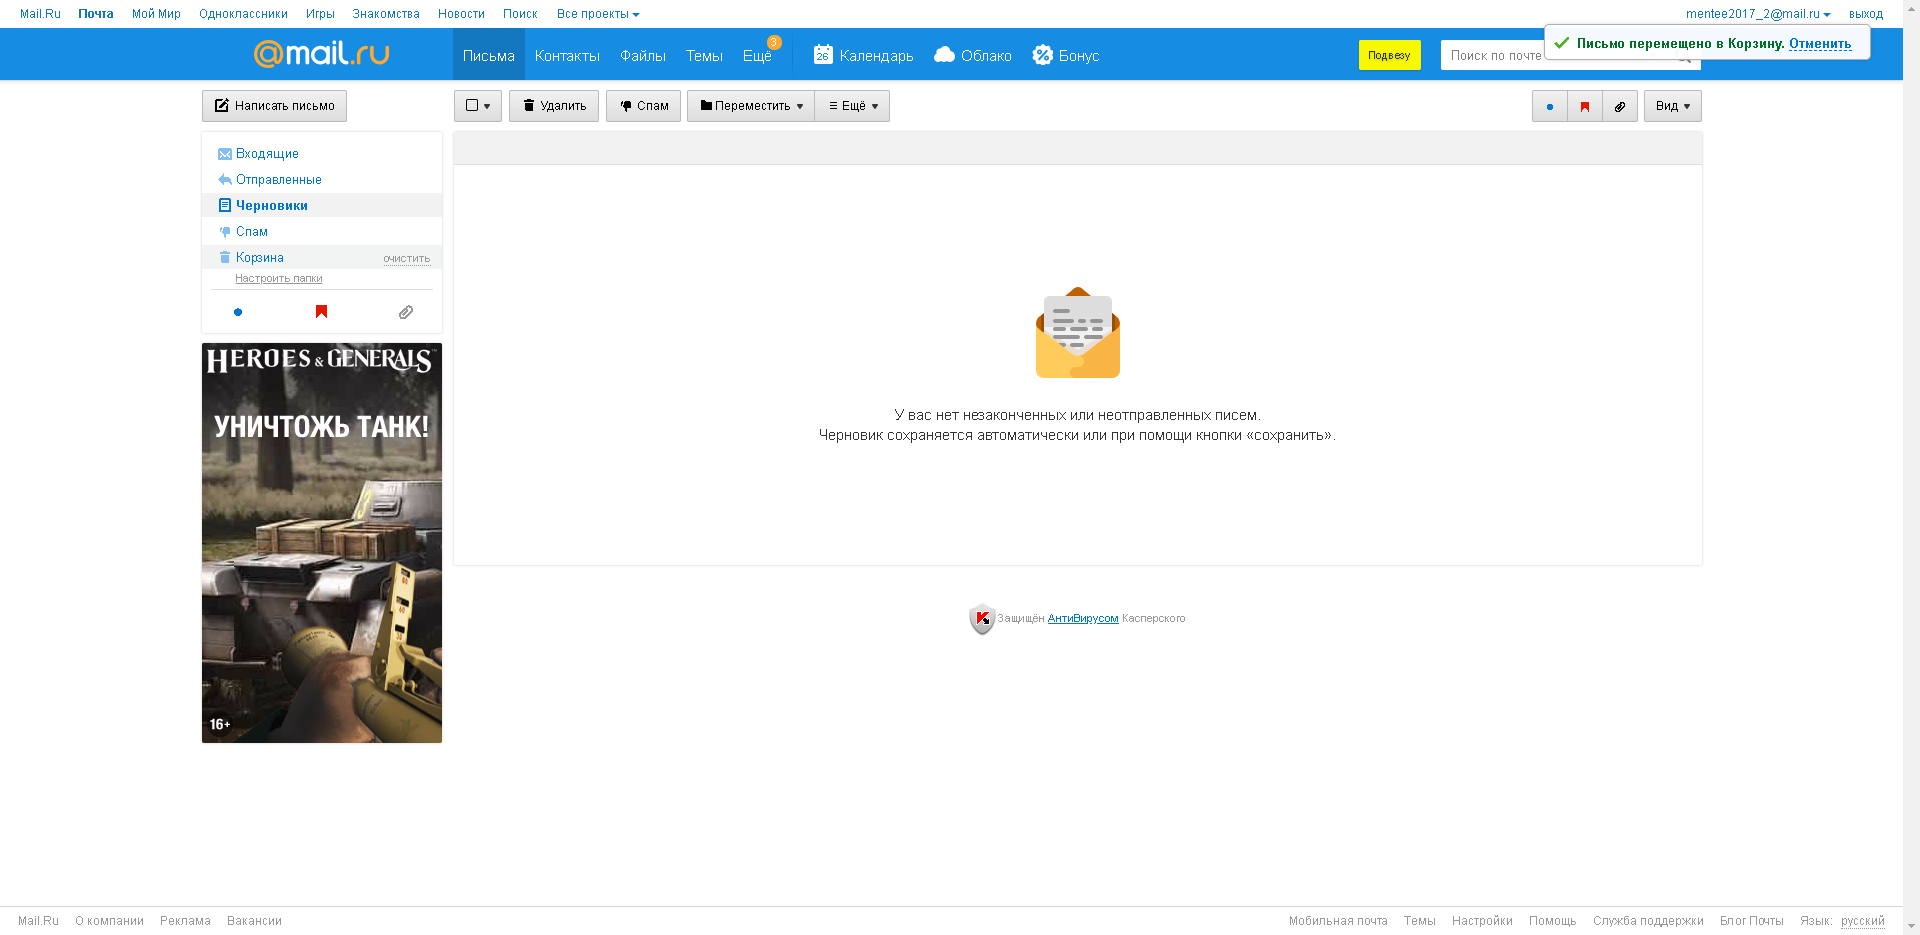 Mail.Ru Почта Мой Мир Одноклассники Игры Знакомства Новости Поиск Все проекты mentee2017_2@mail.ru выход
@mail.ru Письма Контакты Файлы Темы Ещё 3 26 Календарь Облако Бонус Подвезу Поиск по почте
Письмо перемещено в Корзину. Отменить
Написать письмо Удалить Спам Переместить Ещё Вид
Входящие
Отправленные
Черновики
Спам
Корзина очистить
Настроить папки
HEROES & GENERALS
УНИЧТОЖЬ ТАНК!
16+
У вас нет незаконченных или неотправленных писем.
Черновик сохраняется автоматически или при помощи кнопки «сохранить».
Защищён АнтиВирусом Касперского
Mail.Ru О компании Реклама Вакансии Мобильная почта Темы Настройки Помощь Служба поддержки Блог Почты Язык: русский